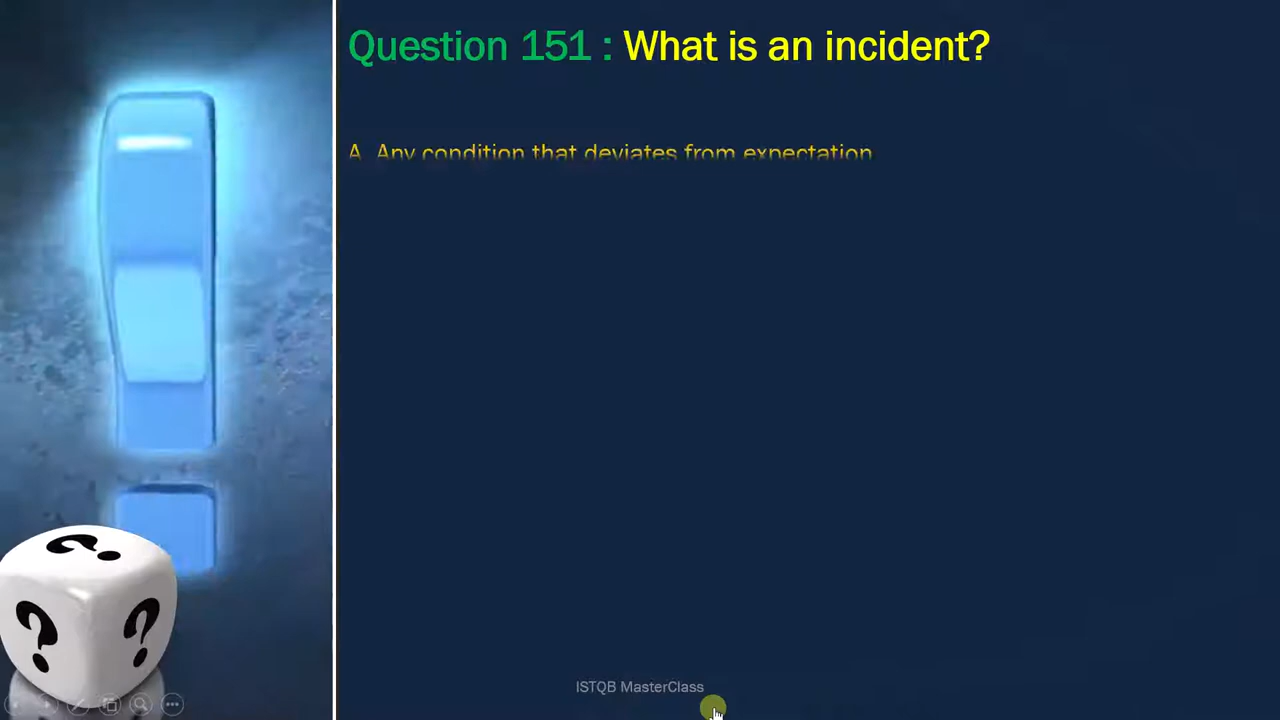 Question 151 : What is an incident?
A. Any condition that deviates from expectation
ISTQB MasterClass